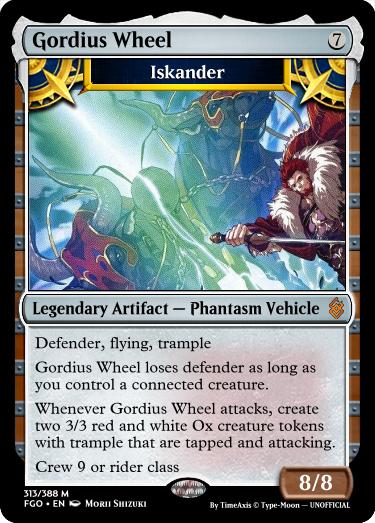 Gordius Wheel 7
Iskander
Legendary Artifact — Phantasm Vehicle
Defender, flying, trample
Gordius Wheel loses defender as long as
you control a connected creature.
Whenever Gordius Wheel attacks, create
two 3/3 red and white Ox creature tokens
with trample that are tapped and attacking.
Crew 9 or rider class
8/8
313/388 M
FGO • EN Morii Shizuki
By TimeAxis © Type-Moon — UNOFFICIAL